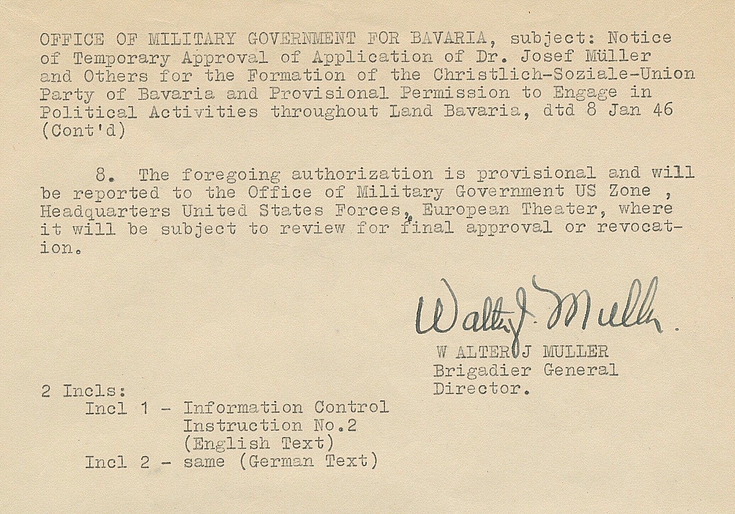 OFFICE OF MILITARY GOVERNMENT FOR BAVARIA, subject: Notice
of Temporary Approval of Application of Dr. Josef Müller
and Others for the Formation of the Christlich-Soziale-Union
Party of Bavaria and Provisional Permission to Engage in
Political Activities throughout Land Bavaria, dtd 8 Jan 46
(Cont'd)
8. The foregoing authorization is provisional and will
be reported to the Office of Military Government US Zone ,
Headquarters United States Forces, European Theater, where
it will be subject to review for final approval or revocat-
ion.
Walter J. Muller.
W ALTER J MULLER
Brigadier General
Director.
2 Incls:
Incl 1 - Information Control
Instruction No.2
(English Text)
Incl 2 - same (German Text)